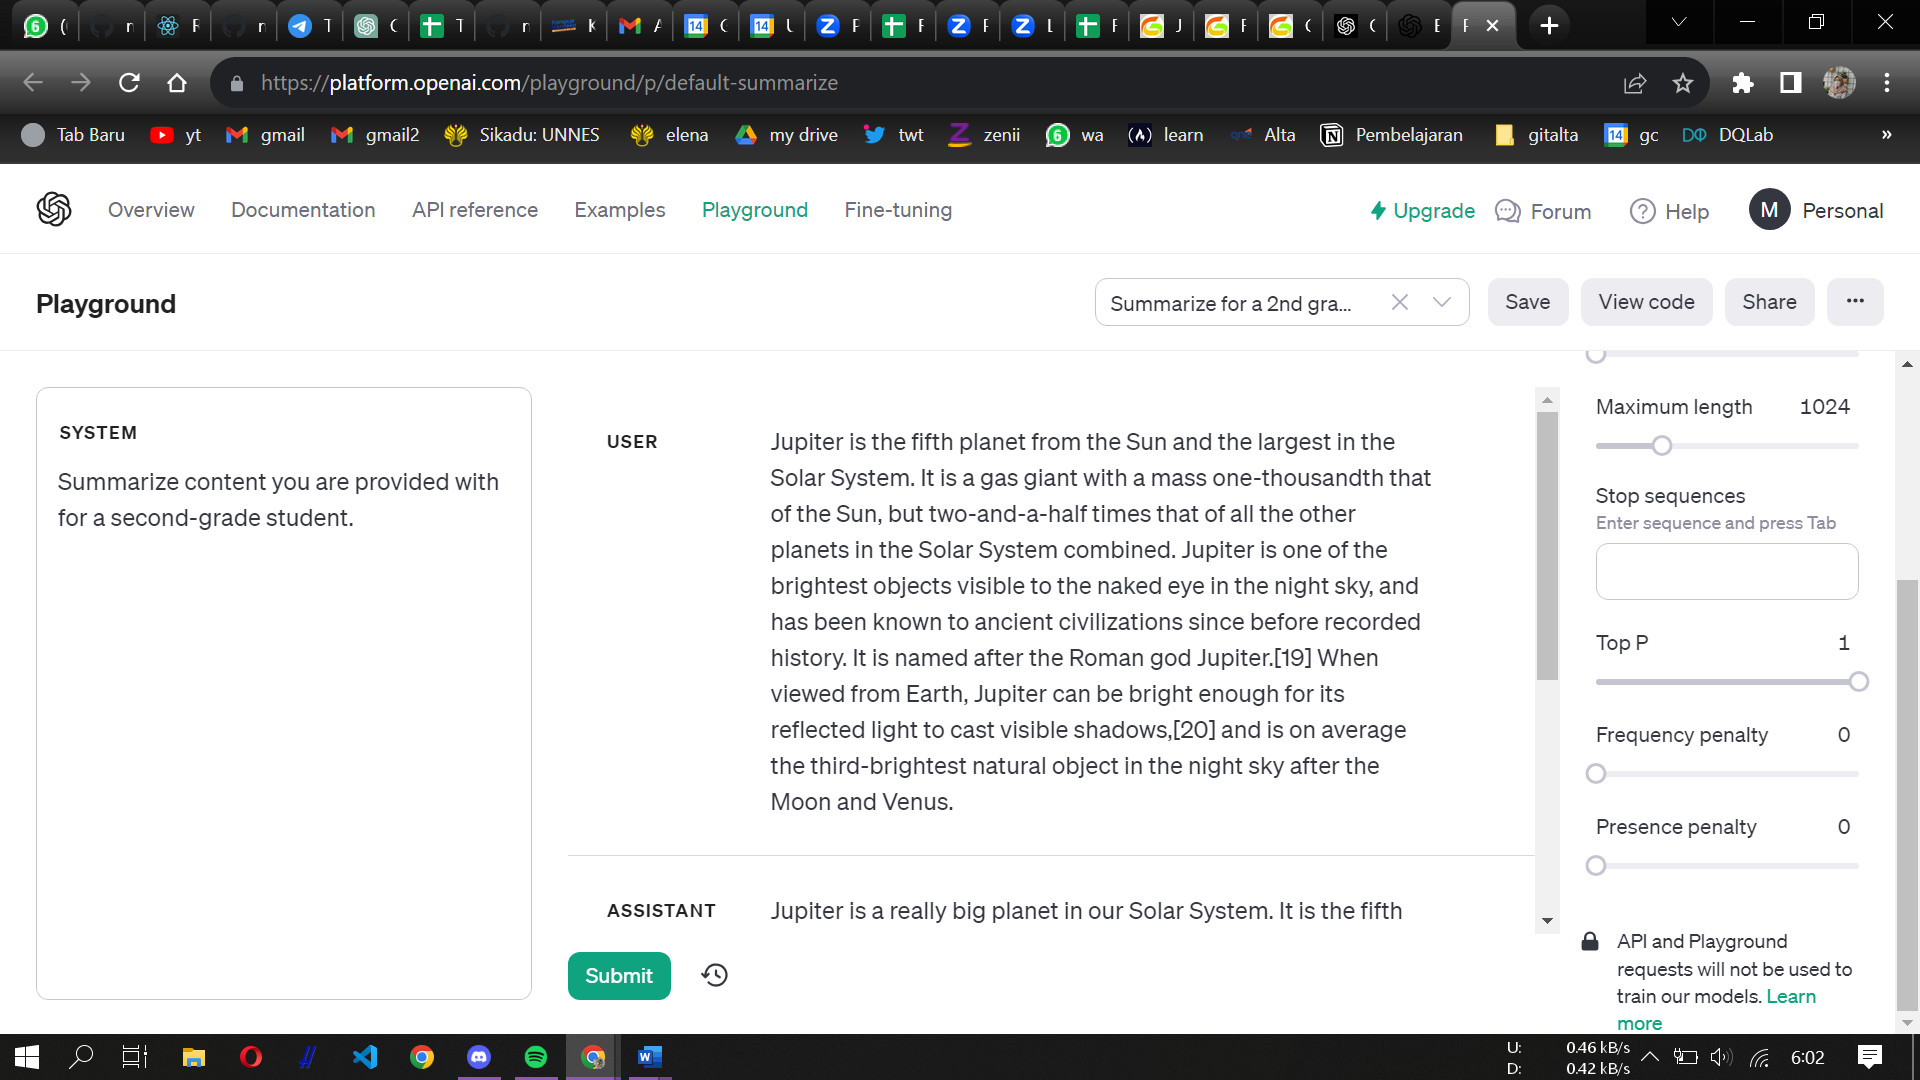 https://platform.openai.com/playground/p/default-summarize
Tab Baru yt gmail gmail2 Sikadu: UNNES elena my drive twt zenii wa learn Alta Pembelajaran gitalta gc DQLab »
Overview Documentation API reference Examples Playground Fine-tuning Upgrade Forum Help M Personal
Playground Summarize for a 2nd gra... Save View code Share ...
SYSTEM
Summarize content you are provided with
for a second-grade student.
USER
Jupiter is the fifth planet from the Sun and the largest in the
Solar System. It is a gas giant with a mass one-thousandth that
of the Sun, but two-and-a-half times that of all the other
planets in the Solar System combined. Jupiter is one of the
brightest objects visible to the naked eye in the night sky, and
has been known to ancient civilizations since before recorded
history. It is named after the Roman god Jupiter.[19] When
viewed from Earth, Jupiter can be bright enough for its
reflected light to cast visible shadows,[20] and is on average
the third-brightest natural object in the night sky after the
Moon and Venus.
ASSISTANT
Jupiter is a really big planet in our Solar System. It is the fifth
Submit
Maximum length 1024
Stop sequences
Enter sequence and press Tab
Top P 1
Frequency penalty 0
Presence penalty 0
API and Playground
requests will not be used to
train our models. Learn
more
U: 0.46 kB/s
D: 0.42 kB/s
6:02